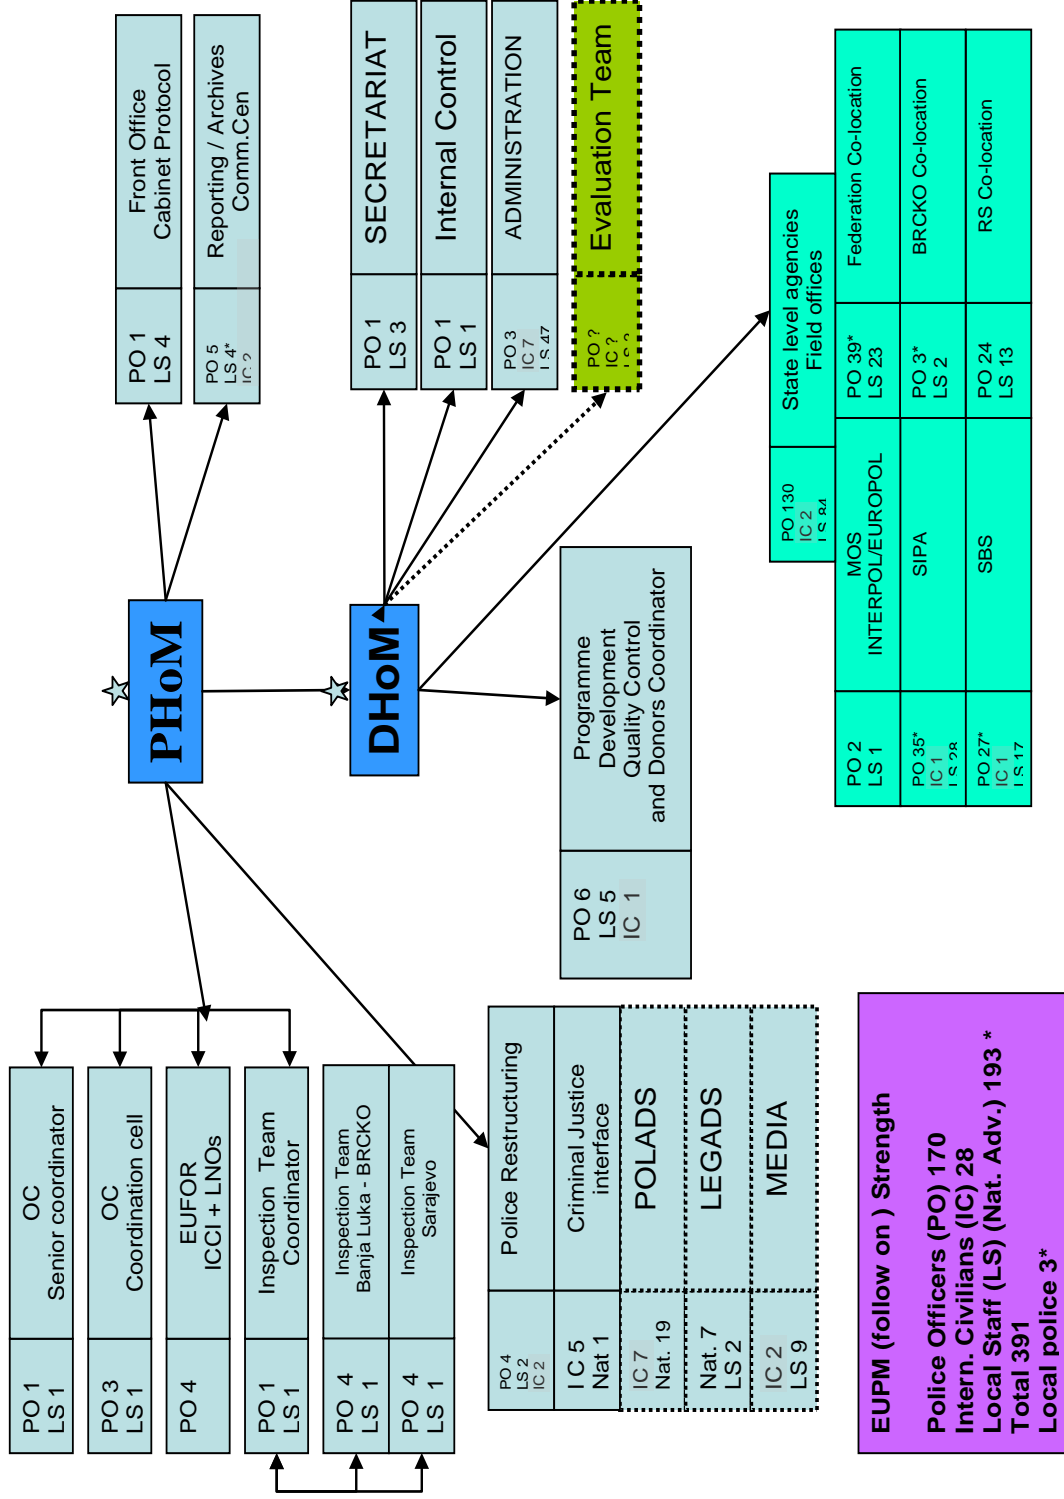 PO 1
LS 1
OC
Senior coordinator
PO 3
LS 1
OC
Coordination cell
PO 4
EUFOR
ICCI + LNOs
PO 1
LS 1
Inspection Team
Coordinator
PO 4
LS 1
Inspection Team
Banja Luka - BRCKO
PO 4
LS 1
Inspection Team
Sarajevo
PHoM
PO 1
LS 4
Front Office
Cabinet Protocol
PO 5
LS 4*
IC 2
Reporting / Archives
Comm.Cen
DHoM
PO 1
LS 3
SECRETARIAT
PO 1
LS 1
Internal Control
PO 3
IC 7
LS 47
ADMINISTRATION
PO ?
IC ?
Evaluation Team
PO 4
LS 2
IC 2
Police Restructuring
I C 5
Nat 1
Criminal Justice
interface
IC 7
Nat. 19
POLADS
Nat. 7
LS 2
LEGADS
IC 2
LS 9
MEDIA
PO 6
LS 5
IC 1
Programme
Development
Quality Control
and Donors Coordinator
PO 130
IC 2
LS 84
State level agencies
Field offices
PO 2
LS 1
MOS
INTERPOL/EUROPOL
PO 39*
LS 23
Federation Co-location
PO 35*
IC 1
LS 28
SIPA
PO 3*
LS 2
BRCKO Co-location
PO 27*
IC 1
LS 17
SBS
PO 24
LS 13
RS Co-location
EUPM (follow on ) Strength
Police Officers (PO) 170
Intern. Civilians (IC) 28
Local Staff (LS) (Nat. Adv.) 193 *
Total 391
Local police 3*